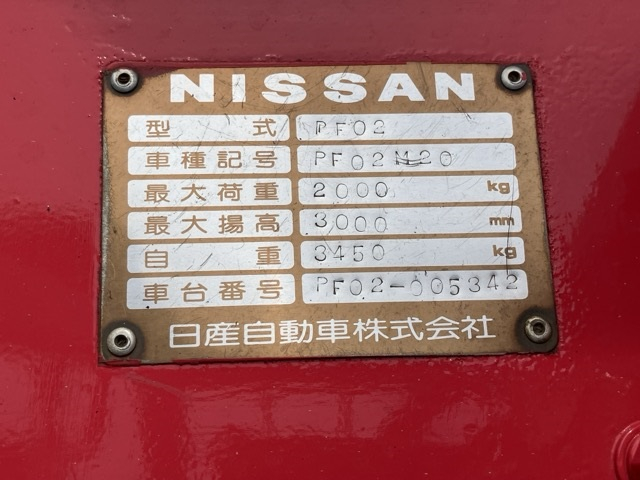 NISSAN
型式 PF02
車種記号 PF02M20
最大荷重 2000 kg
最大揚高 3000 mm
自重 3450 kg
車台番号 PF02-005342
日産自動車株式会社